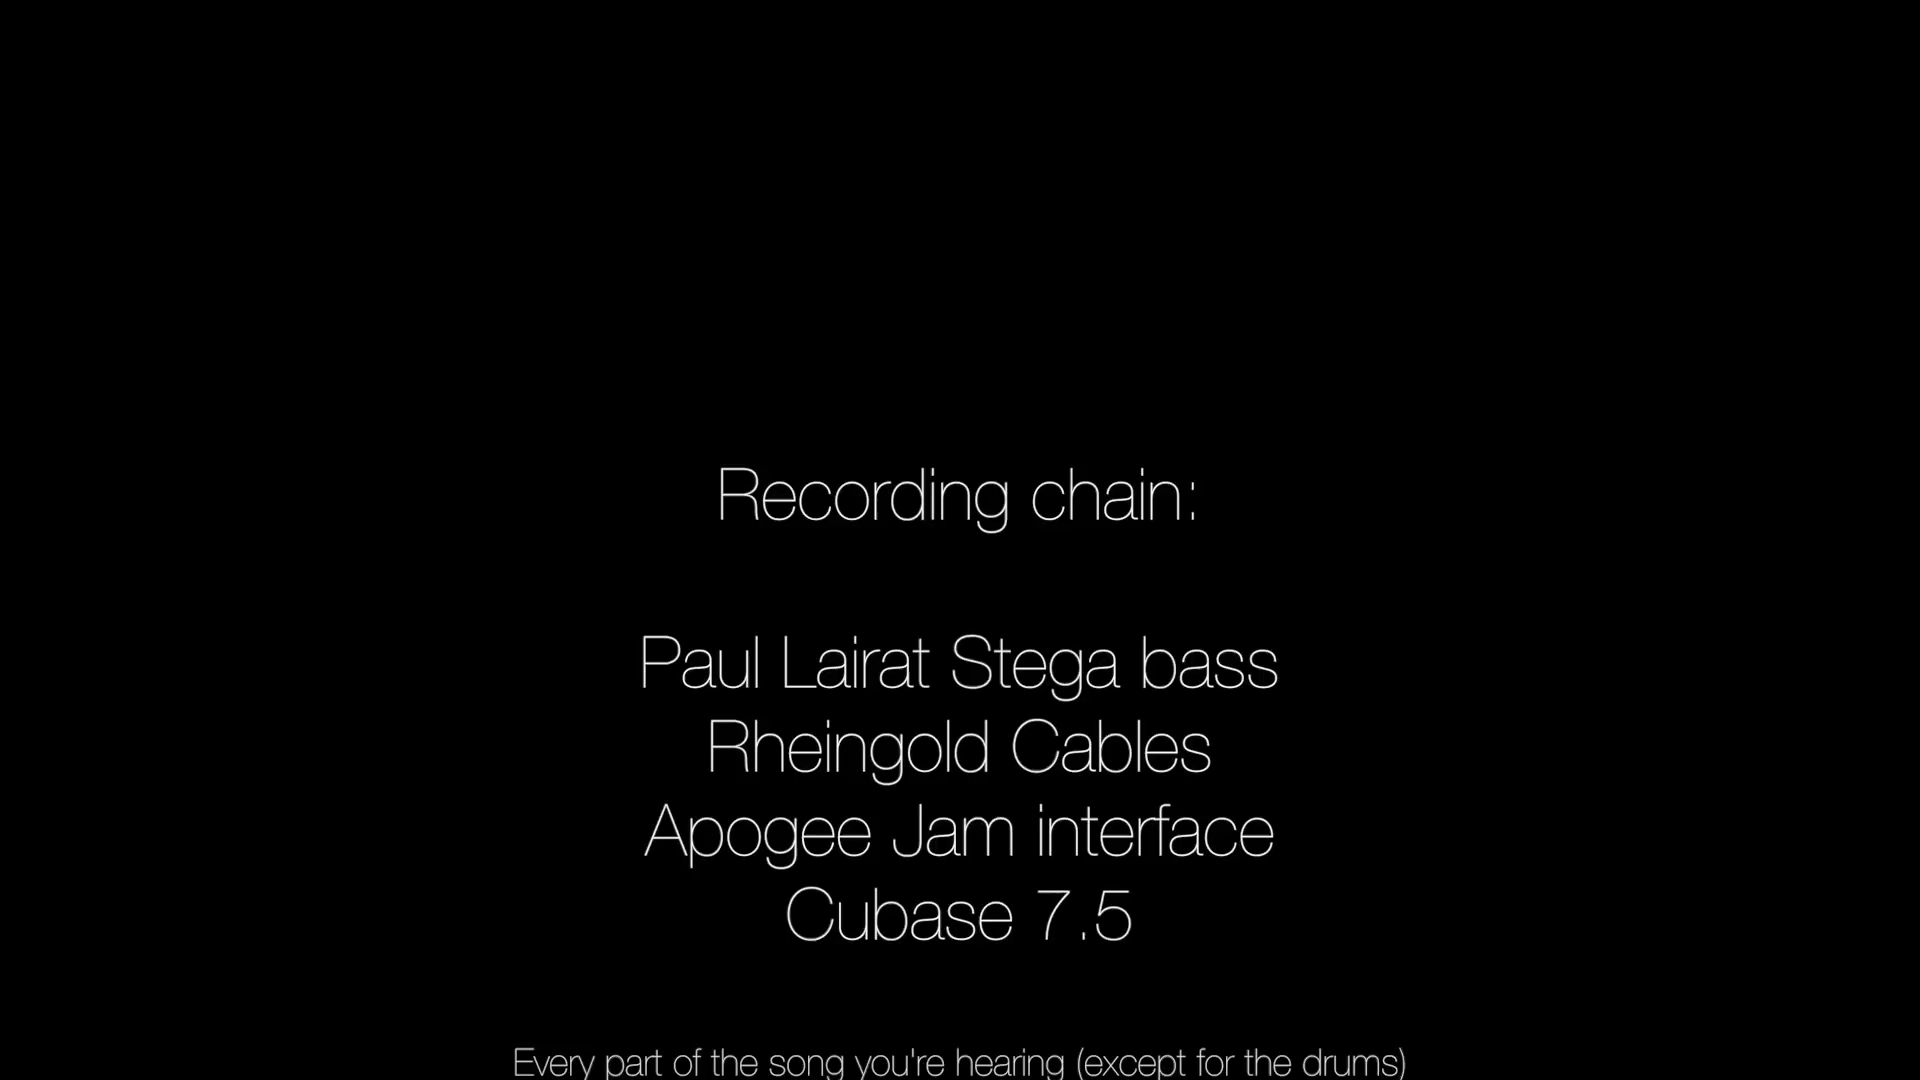 Recording chain:
Paul Lairat Stega bass
Rheingold Cables
Apogee Jam interface
Cubase 7.5
Every part of the song you're hearing (except for the drums)